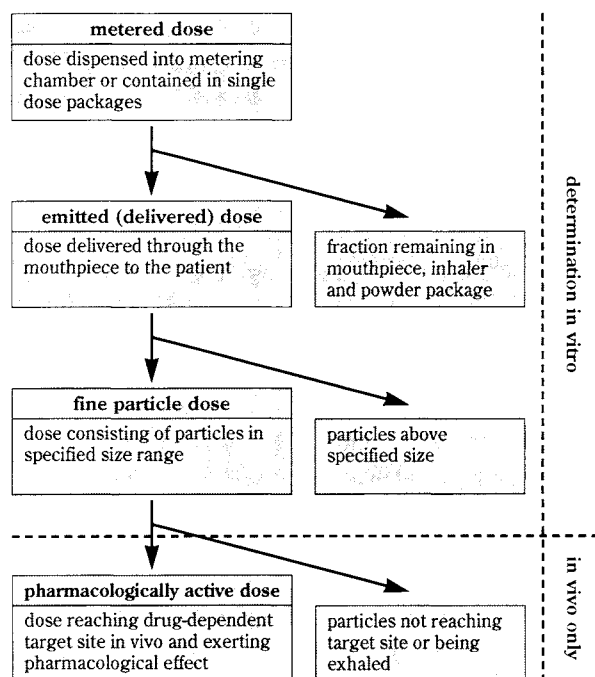 metered dose
dose dispensed into metering
chamber or contained in single
dose packages
emitted (delivered) dose
dose delivered through the
mouthpiece to the patient
fraction remaining in
mouthpiece, inhaler
and powder package
fine particle dose
dose consisting of particles in
specified size range
particles above
specified size
determination in vitro
pharmacologically active dose
dose reaching drug-dependent
target site in vivo and exerting
pharmacological effect
particles not reaching
target site or being
exhaled
in vivo only